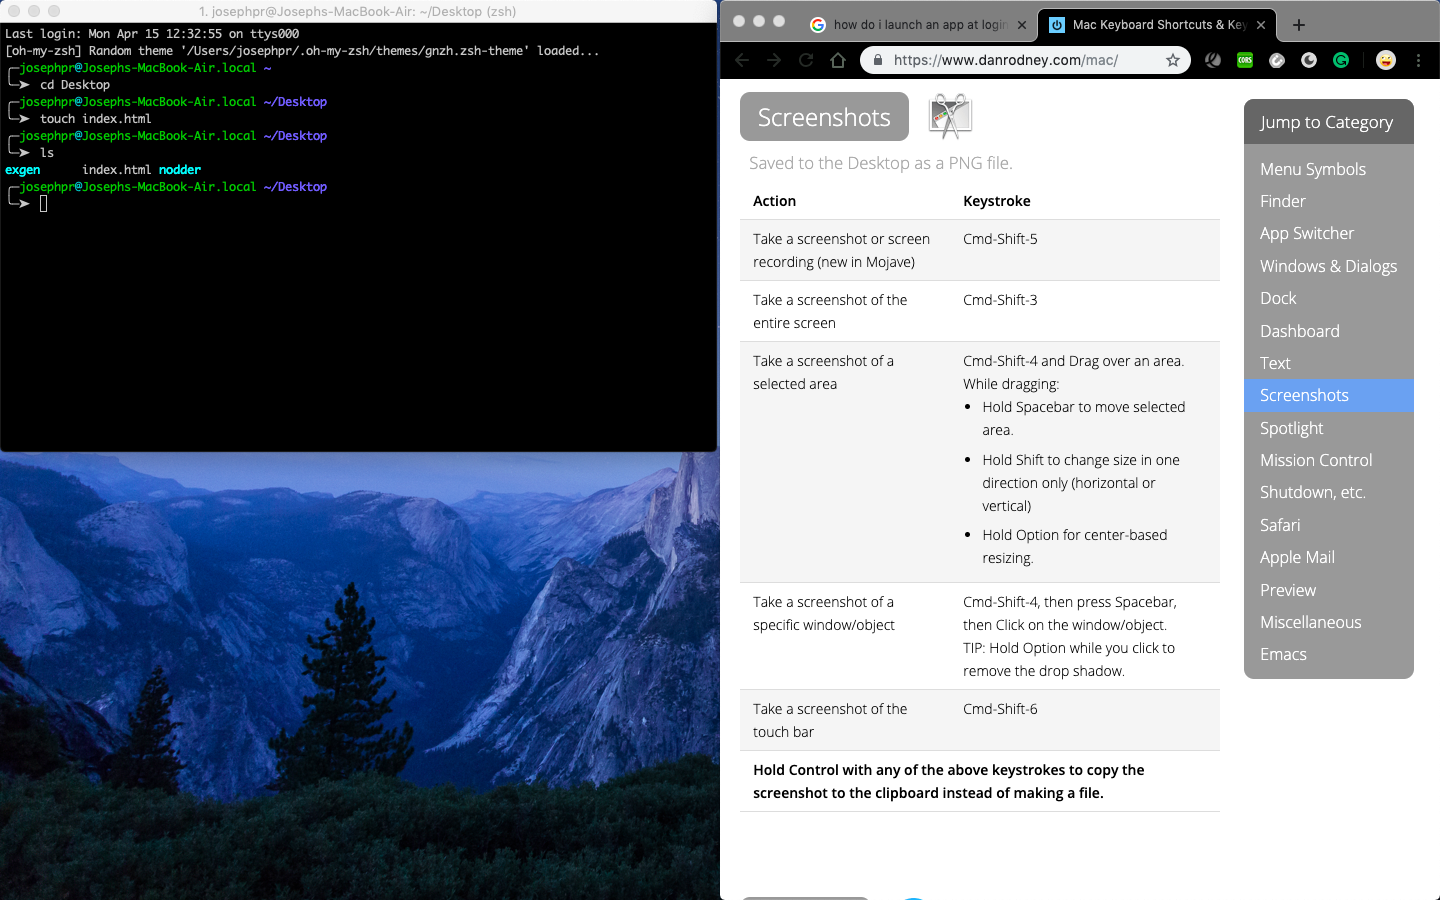 1. josephpr@Josephs-MacBook-Air: ~/Desktop (zsh)
Last login: Mon Apr 15 12:32:55 on ttys000
[oh-my-zsh] Random theme '/Users/josephpr/.oh-my-zsh/themes/gnzh.zsh-theme' loaded...
╭─josephpr@Josephs-MacBook-Air.local ~
╰─➤ cd Desktop
╭─josephpr@Josephs-MacBook-Air.local ~/Desktop
╰─➤ touch index.html
╭─josephpr@Josephs-MacBook-Air.local ~/Desktop
╰─➤ ls
exgen index.html nodder
╭─josephpr@Josephs-MacBook-Air.local ~/Desktop
╰─➤
how do i launch an app at login
Mac Keyboard Shortcuts & Key
https://www.danrodney.com/mac/
CORS
Screenshots
Saved to the Desktop as a PNG file.
Action Keystroke
Take a screenshot or screen
recording (new in Mojave)
Cmd-Shift-5
Take a screenshot of the
entire screen
Cmd-Shift-3
Take a screenshot of a
selected area
Cmd-Shift-4 and Drag over an area.
While dragging:
• Hold Spacebar to move selected
area.
• Hold Shift to change size in one
direction only (horizontal or
vertical)
• Hold Option for center-based
resizing.
Take a screenshot of a
specific window/object
Cmd-Shift-4, then press Spacebar,
then Click on the window/object.
TIP: Hold Option while you click to
remove the drop shadow.
Take a screenshot of the
touch bar
Cmd-Shift-6
Hold Control with any of the above keystrokes to copy the
screenshot to the clipboard instead of making a file.
Jump to Category
Menu Symbols
Finder
App Switcher
Windows & Dialogs
Dock
Dashboard
Text
Screenshots
Spotlight
Mission Control
Shutdown, etc.
Safari
Apple Mail
Preview
Miscellaneous
Emacs